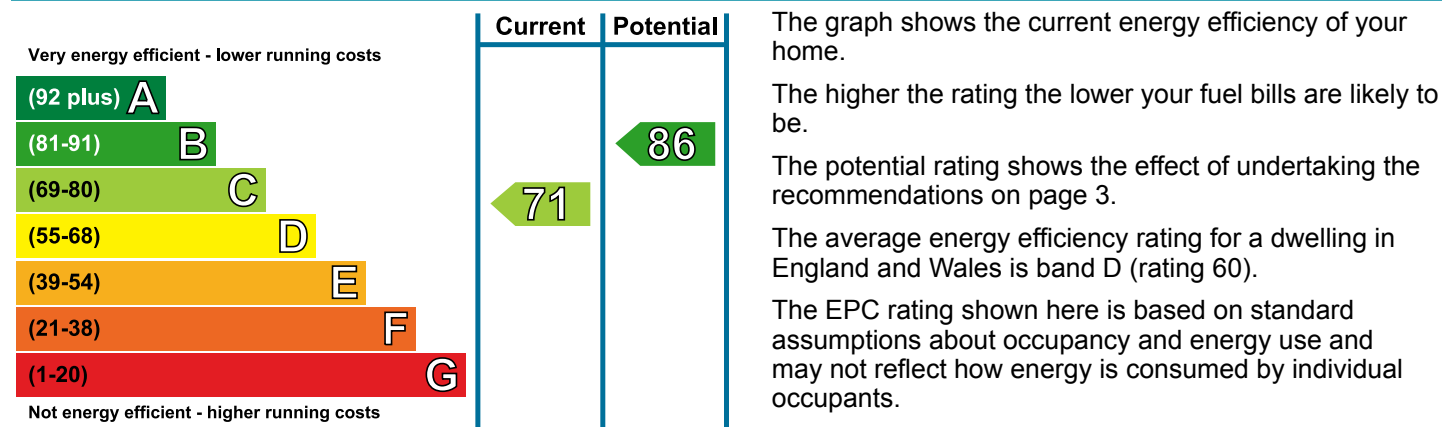 Current Potential
Very energy efficient - lower running costs
(92 plus) A
(81-91) B
86
(69-80) C
71
(55-68) D
(39-54) E
(21-38) F
(1-20) G
Not energy efficient - higher running costs
The graph shows the current energy efficiency of your
home.
The higher the rating the lower your fuel bills are likely to
be.
The potential rating shows the effect of undertaking the
recommendations on page 3.
The average energy efficiency rating for a dwelling in
England and Wales is band D (rating 60).
The EPC rating shown here is based on standard
assumptions about occupancy and energy use and
may not reflect how energy is consumed by individual
occupants.